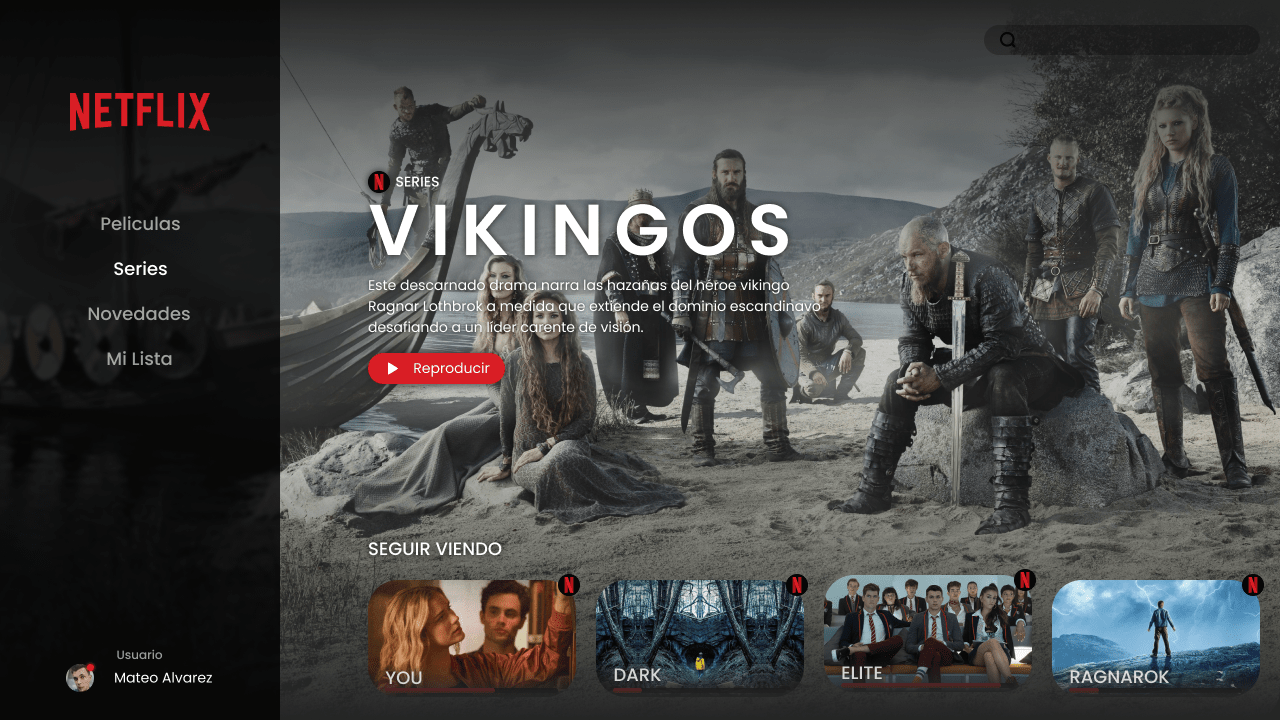 NETFLIX
Peliculas
Series
Novedades
Mi Lista
Usuario
Mateo Alvarez
N SERIES
VIKINGOS
Este descarnado drama narra las hazañas del héroe vikingo
Ragnar Lothbrok a medida que extiende el dominio escandinavo
desafiando a un líder carente de visión.
Reproducir
SEGUIR VIENDO
N
YOU
N
DARK
N
ELITE
N
RAGNAROK